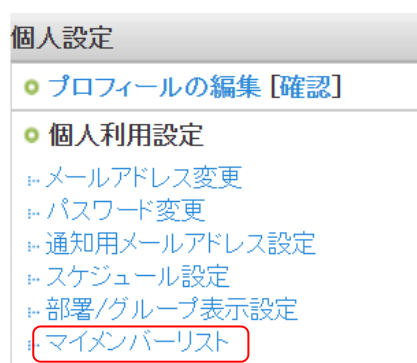 個人設定
プロフィールの編集 [確認]
個人利用設定
メールアドレス変更
パスワード変更
通知用メールアドレス設定
スケジュール設定
部署/グループ表示設定
マイメンバーリスト